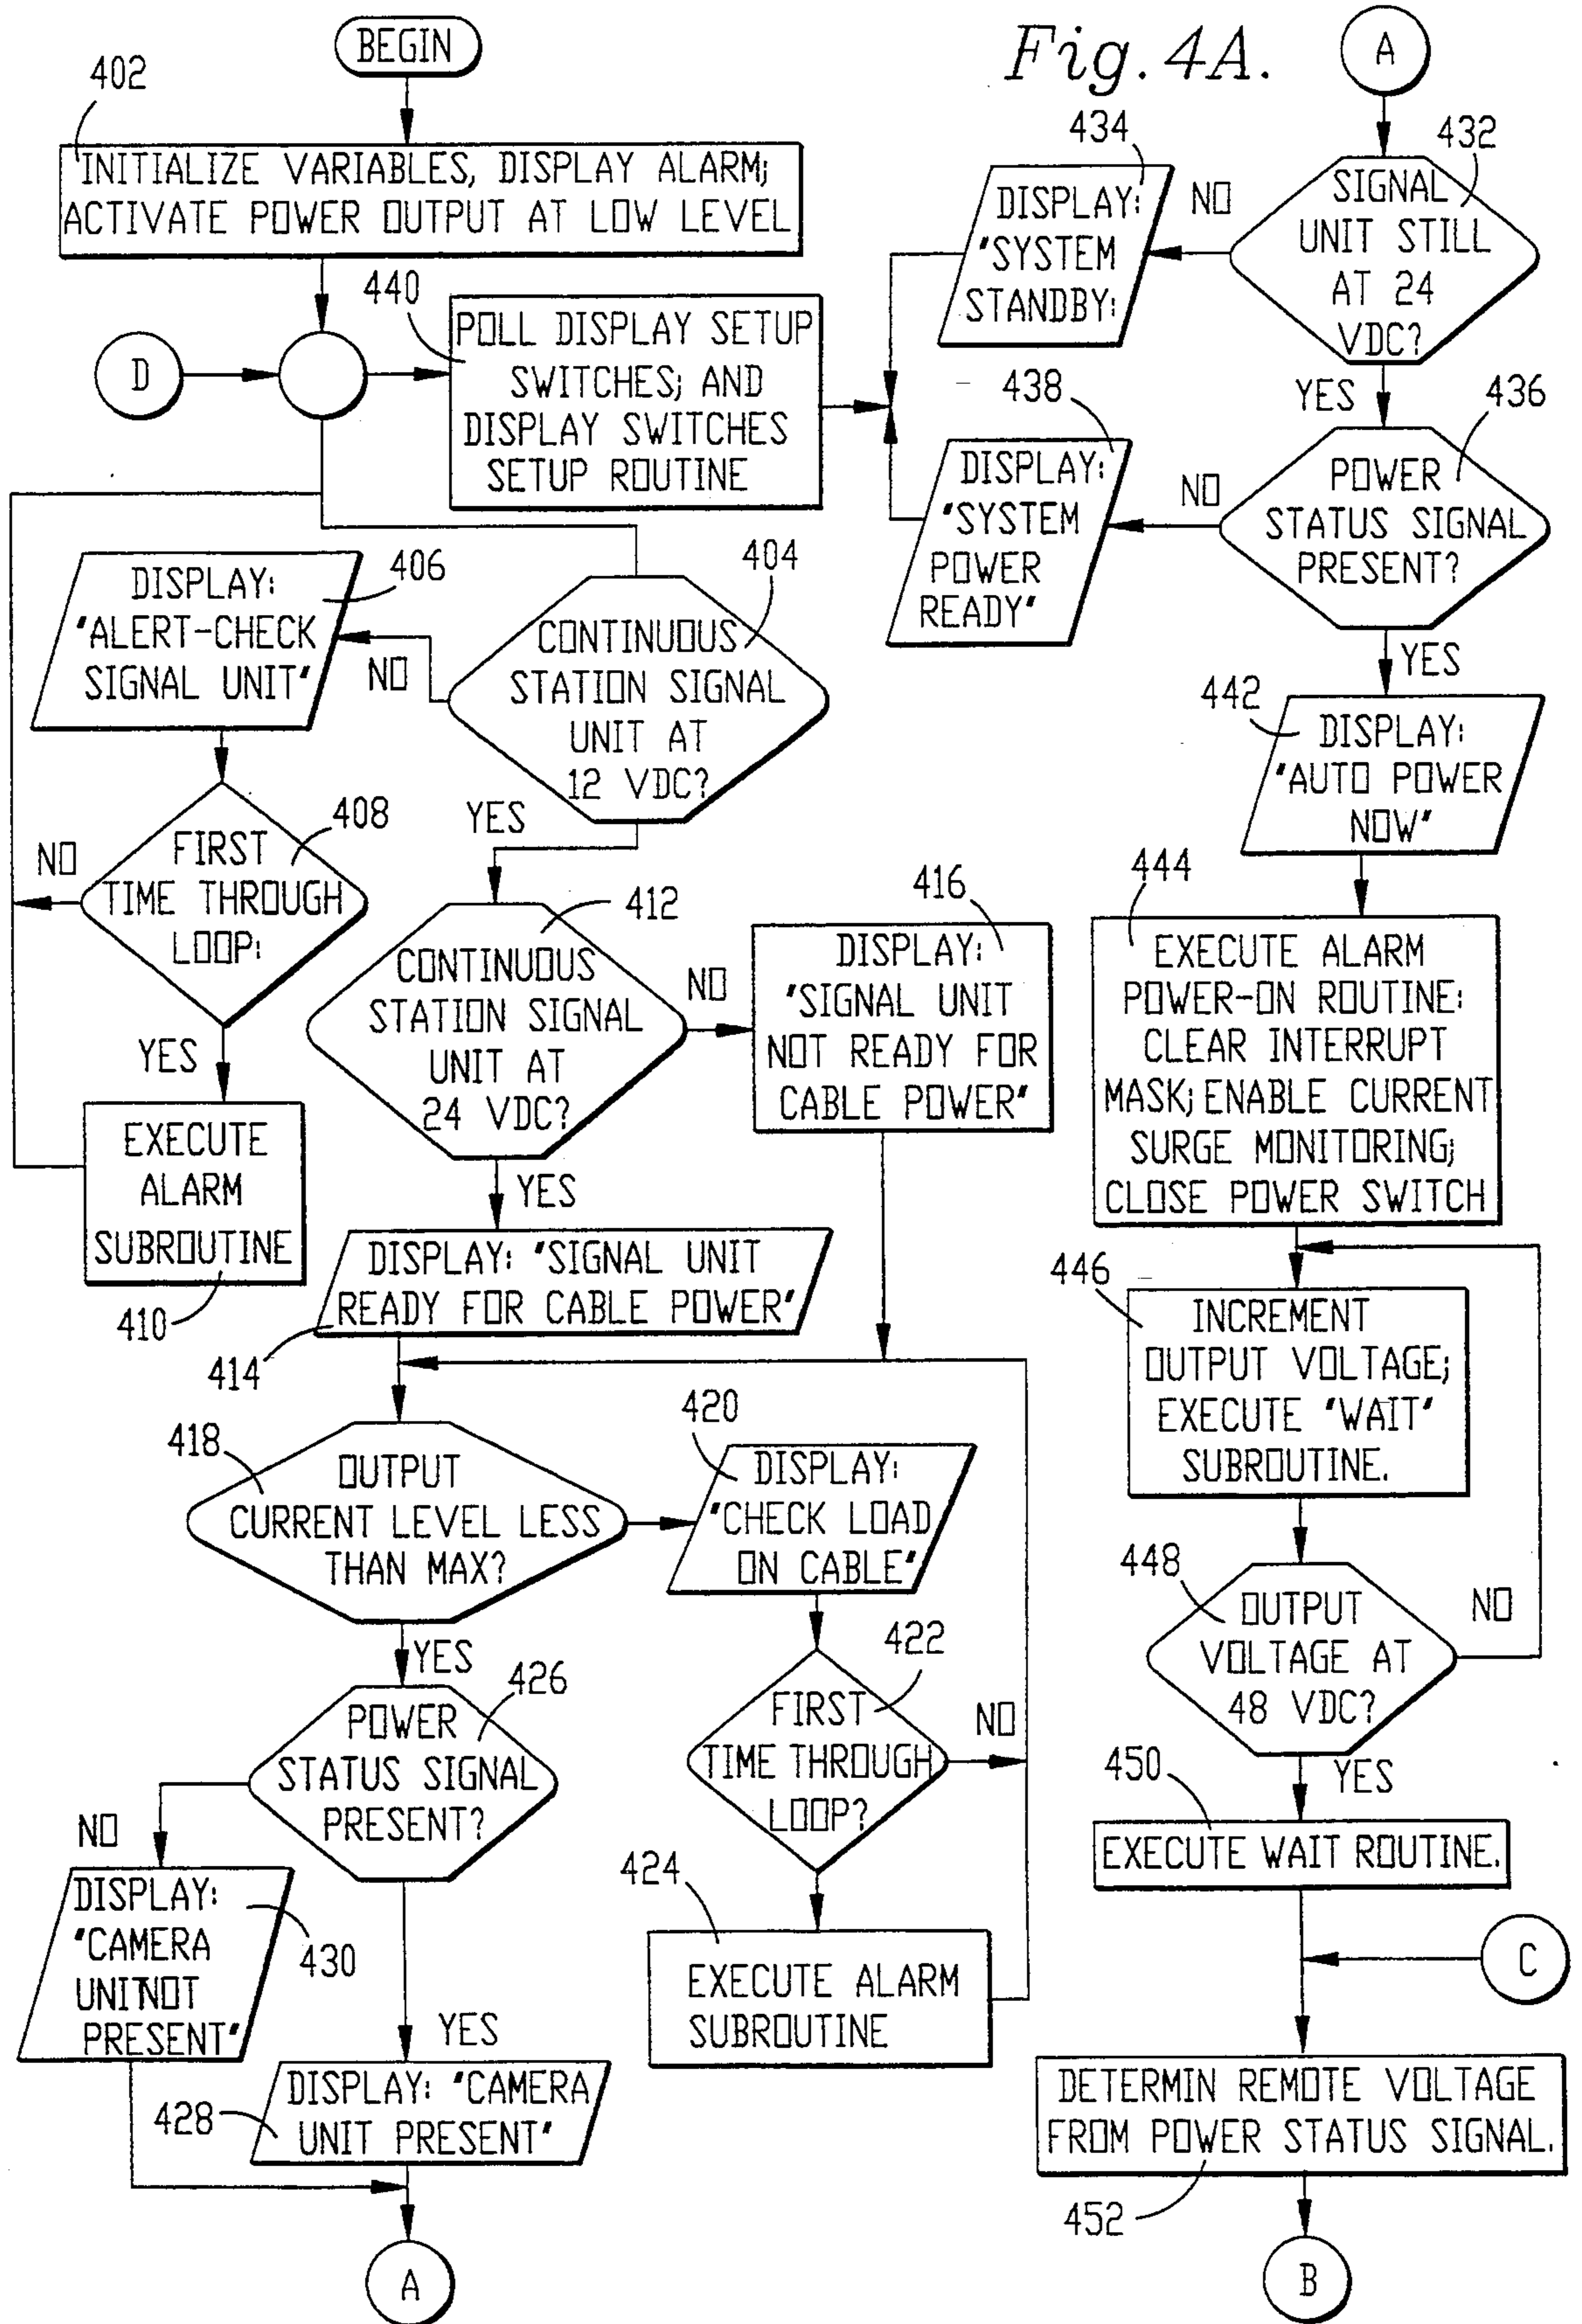 Fig. 4A.
BEGIN
402
INITIALIZE VARIABLES, DISPLAY ALARM;
ACTIVATE POWER OUTPUT AT LOW LEVEL
D
440
POLL DISPLAY SETUP
SWITCHES; AND
DISPLAY SWITCHES
SETUP ROUTINE
404
CONTINUOUS
STATION SIGNAL
UNIT AT
12 VDC?
NO
406
DISPLAY:
"ALERT-CHECK
SIGNAL UNIT"
408
FIRST
TIME THROUGH
LOOP:
NO
YES
EXECUTE
ALARM
SUBROUTINE
410
YES
412
CONTINUOUS
STATION SIGNAL
UNIT AT
24 VDC?
NO
416
DISPLAY:
"SIGNAL UNIT
NOT READY FOR
CABLE POWER"
YES
DISPLAY: "SIGNAL UNIT
READY FOR CABLE POWER"
414
418
OUTPUT
CURRENT LEVEL LESS
THAN MAX?
420
DISPLAY:
"CHECK LOAD
ON CABLE"
422
FIRST
TIME THROUGH
LOOP?
NO
424
EXECUTE ALARM
SUBROUTINE
YES
426
POWER
STATUS SIGNAL
PRESENT?
NO
DISPLAY:
"CAMERA
UNITNOT
PRESENT"
430
YES
DISPLAY: "CAMERA
UNIT PRESENT"
428
A
A
432
SIGNAL
UNIT STILL
AT 24
VDC?
NO
434
DISPLAY:
"SYSTEM
STANDBY:
YES
436
POWER
STATUS SIGNAL
PRESENT?
NO
438
DISPLAY:
"SYSTEM
POWER
READY"
YES
442
DISPLAY:
"AUTO POWER
NOW"
444
EXECUTE ALARM
POWER-ON ROUTINE:
CLEAR INTERRUPT
MASK; ENABLE CURRENT
SURGE MONITORING;
CLOSE POWER SWITCH
446
INCREMENT
OUTPUT VOLTAGE;
EXECUTE "WAIT"
SUBROUTINE.
448
OUTPUT
VOLTAGE AT
48 VDC?
NO
YES
450
EXECUTE WAIT ROUTINE.
C
DETERMIN REMOTE VOLTAGE
FROM POWER STATUS SIGNAL.
452
B